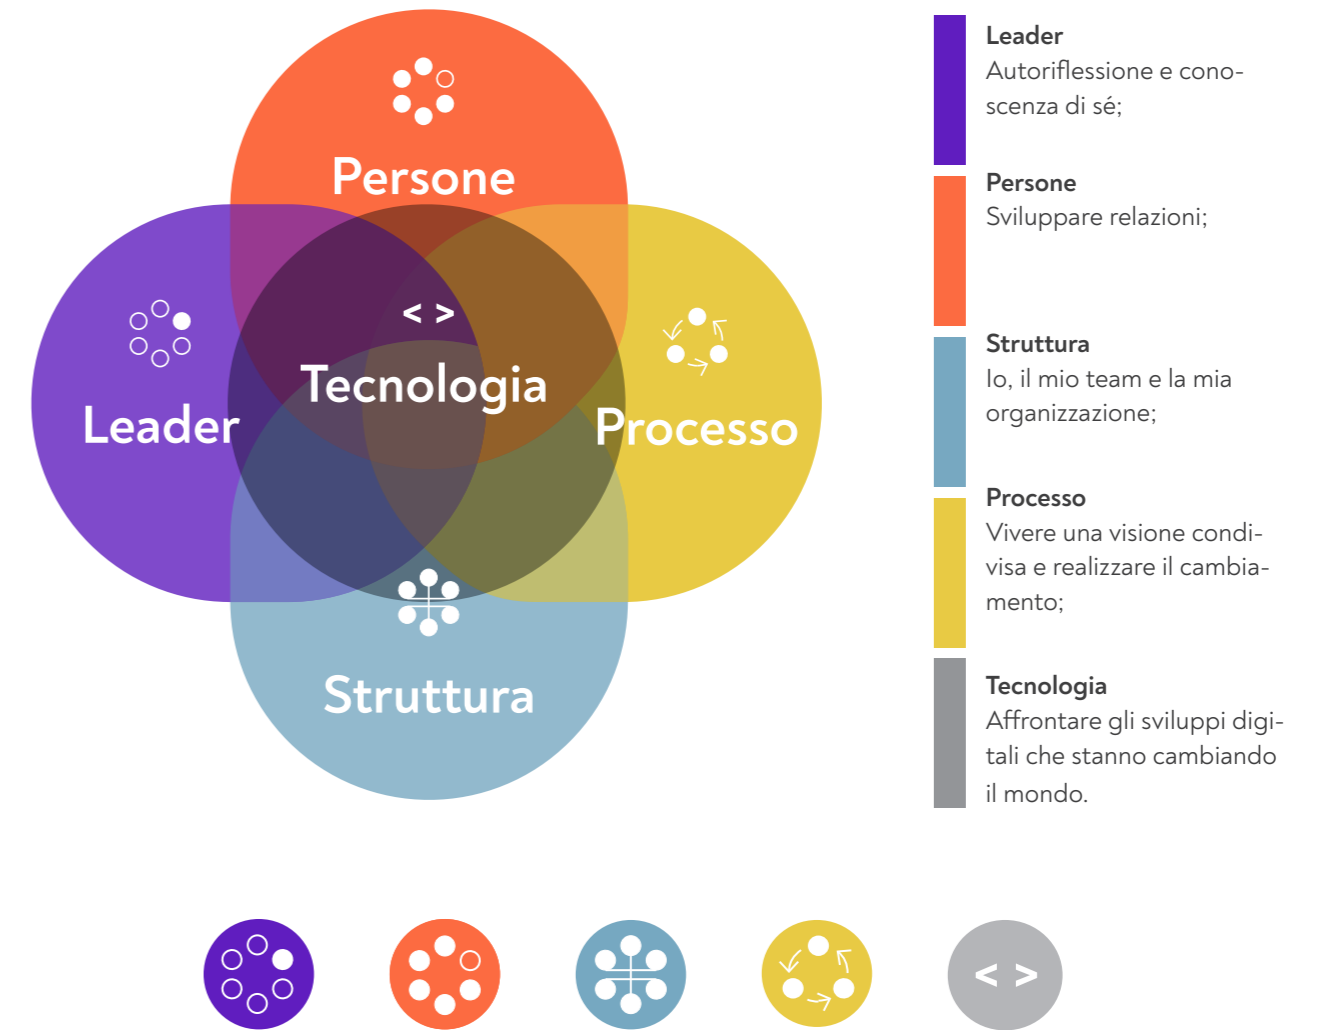 Persone
< >
Tecnologia
Leader
Processo
Struttura
Leader
Autoriflessione e cono-
scenza di sé;
Persone
Sviluppare relazioni;
Struttura
Io, il mio team e la mia
organizzazione;
Processo
Vivere una visione condi-
visa e realizzare il cambia-
mento;
Tecnologia
Affrontare gli sviluppi digi-
tali che stanno cambiando
il mondo.
< >